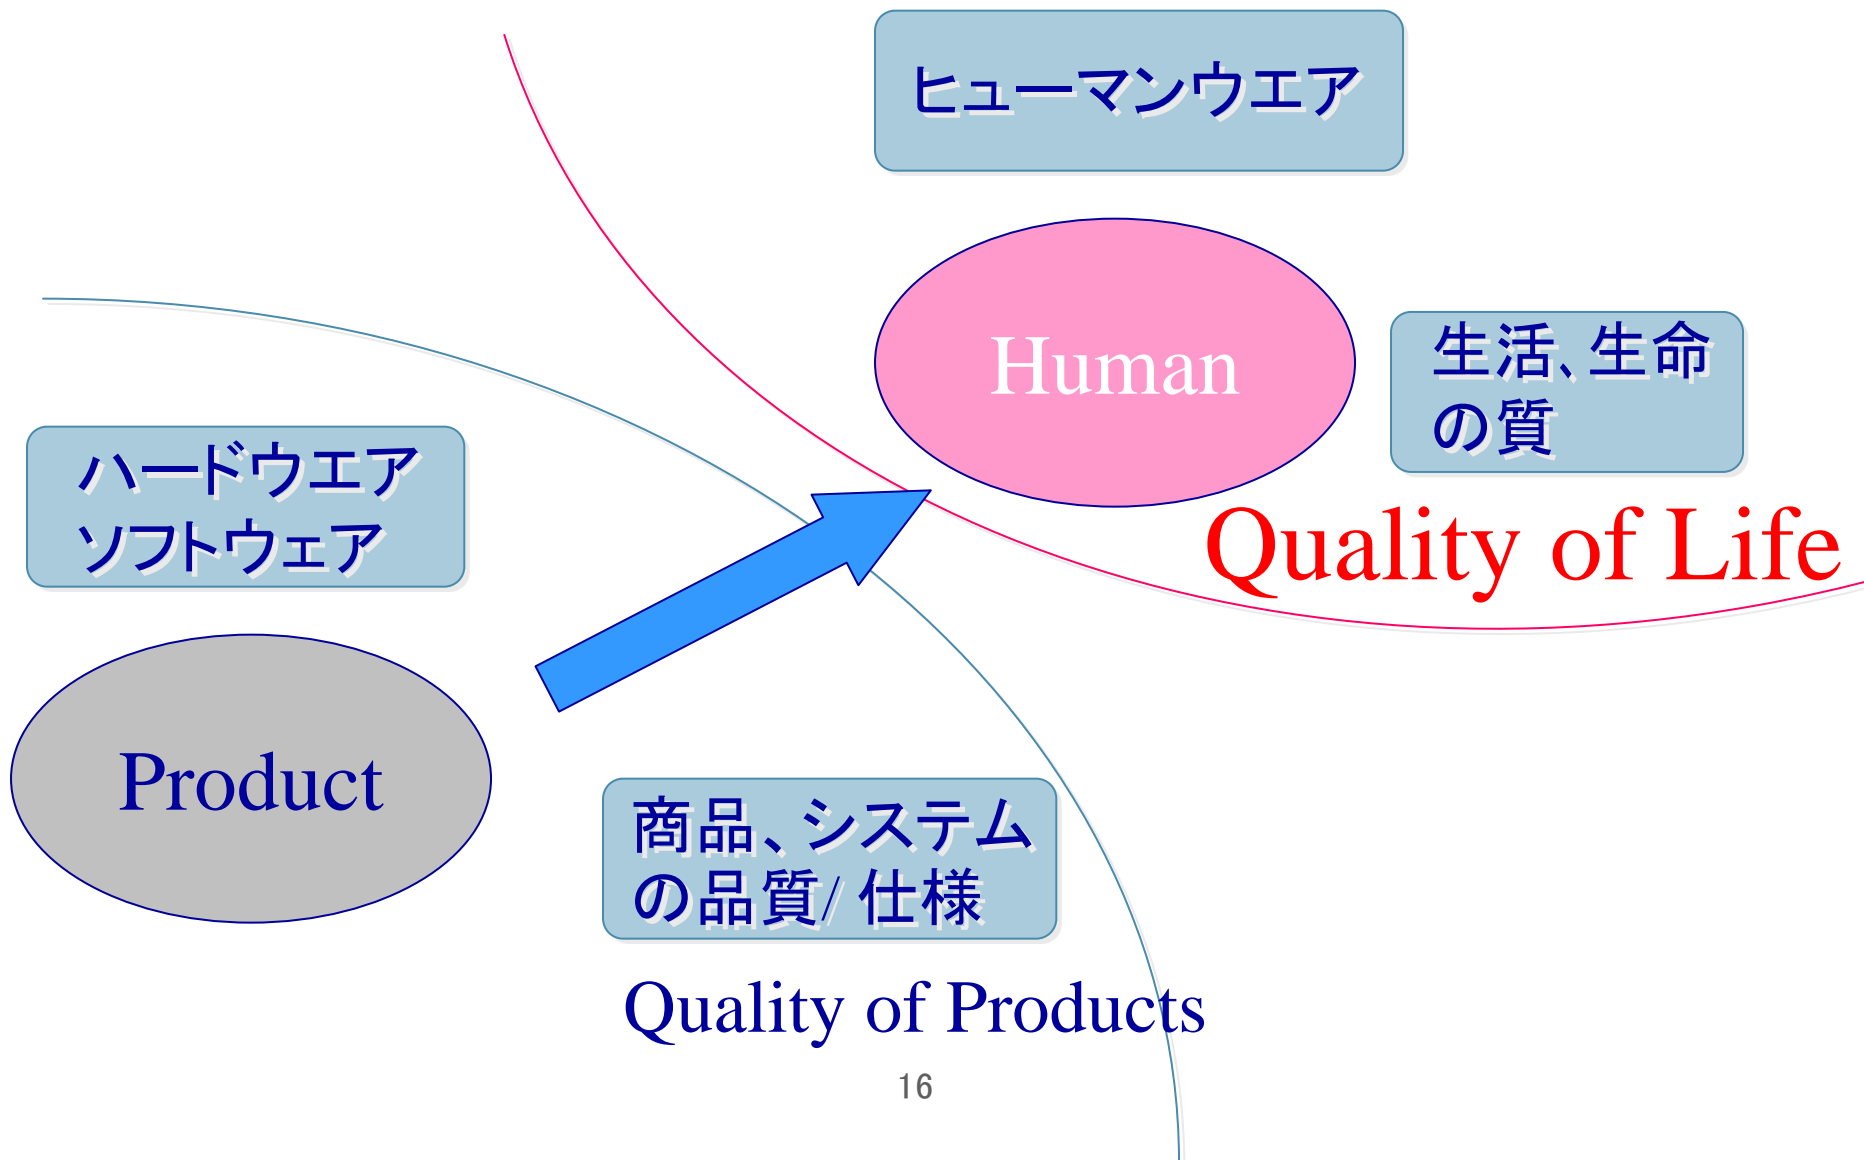 ヒューマンウエア
Human
生活、生命
の質
Quality of Life
ハードウエア
ソフトウェア
Product
商品、システム
の品質/ 仕様
Quality of Products
16